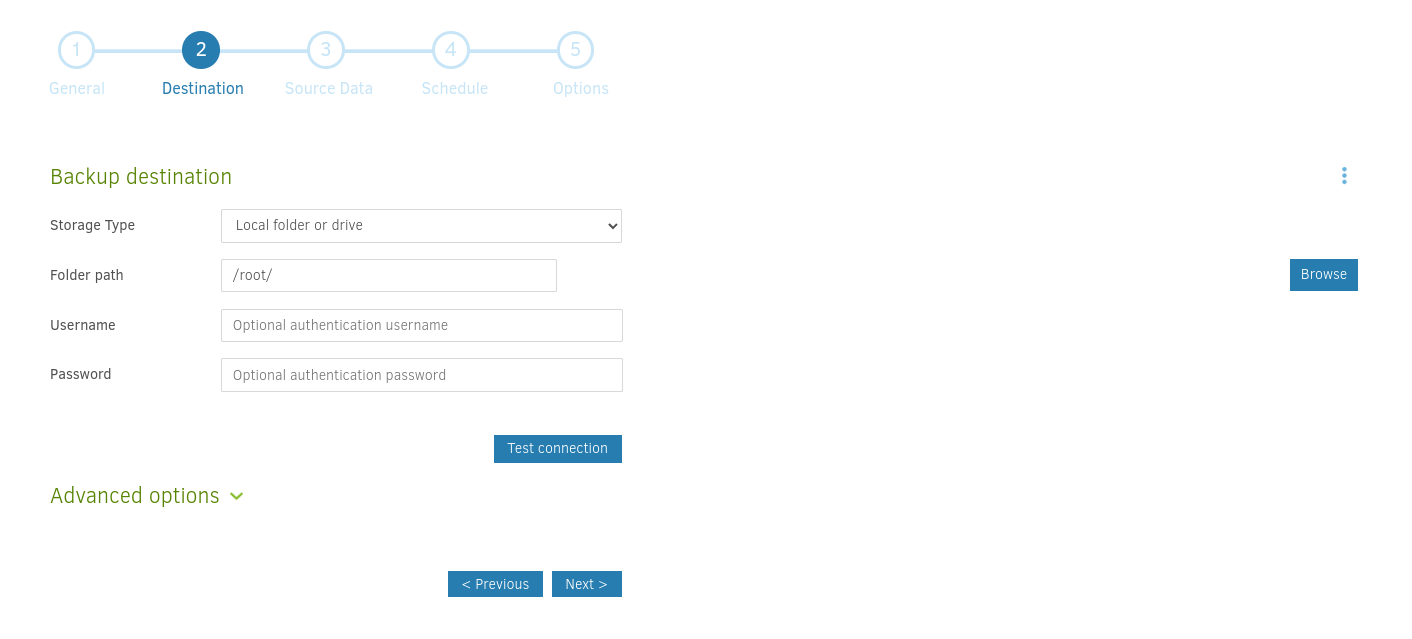 1 2 3 4 5
General Destination Source Data Schedule Options
Backup destination
Storage Type Local folder or drive
Folder path /root/ Browse
Username Optional authentication username
Password Optional authentication password
Test connection
Advanced options
< Previous Next >